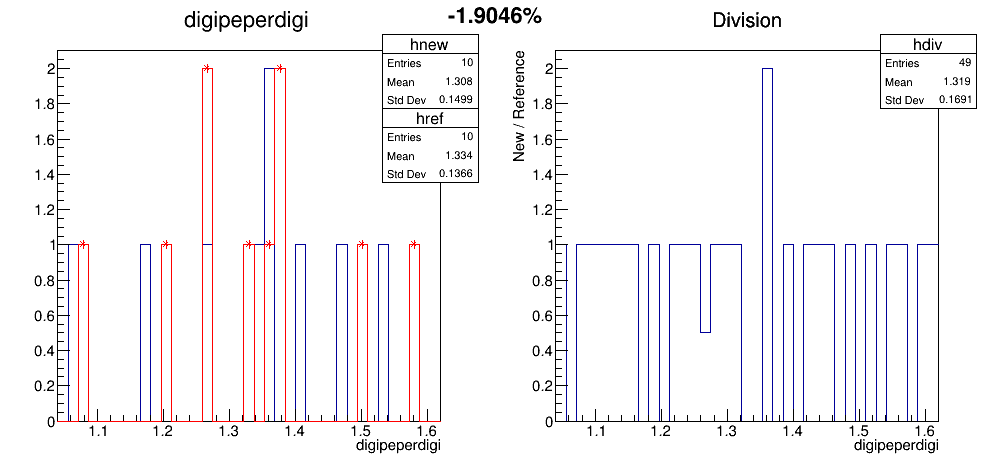 digipeperdigi
-1.9046%
Division
hnew
Entries 10
Mean 1.308
Std Dev 0.1499
href
Entries 10
Mean 1.334
Std Dev 0.1366
2
1.8
1.6
1.4
1.2
1
0.8
0.6
0.4
0.2
0
1.1 1.2 1.3 1.4 1.5 1.6
digipeperdigi
hdiv
Entries 49
Mean 1.319
Std Dev 0.1691
New / Reference
2
1.8
1.6
1.4
1.2
1
0.8
0.6
0.4
0.2
0
1.1 1.2 1.3 1.4 1.5 1.6
digipeperdigi